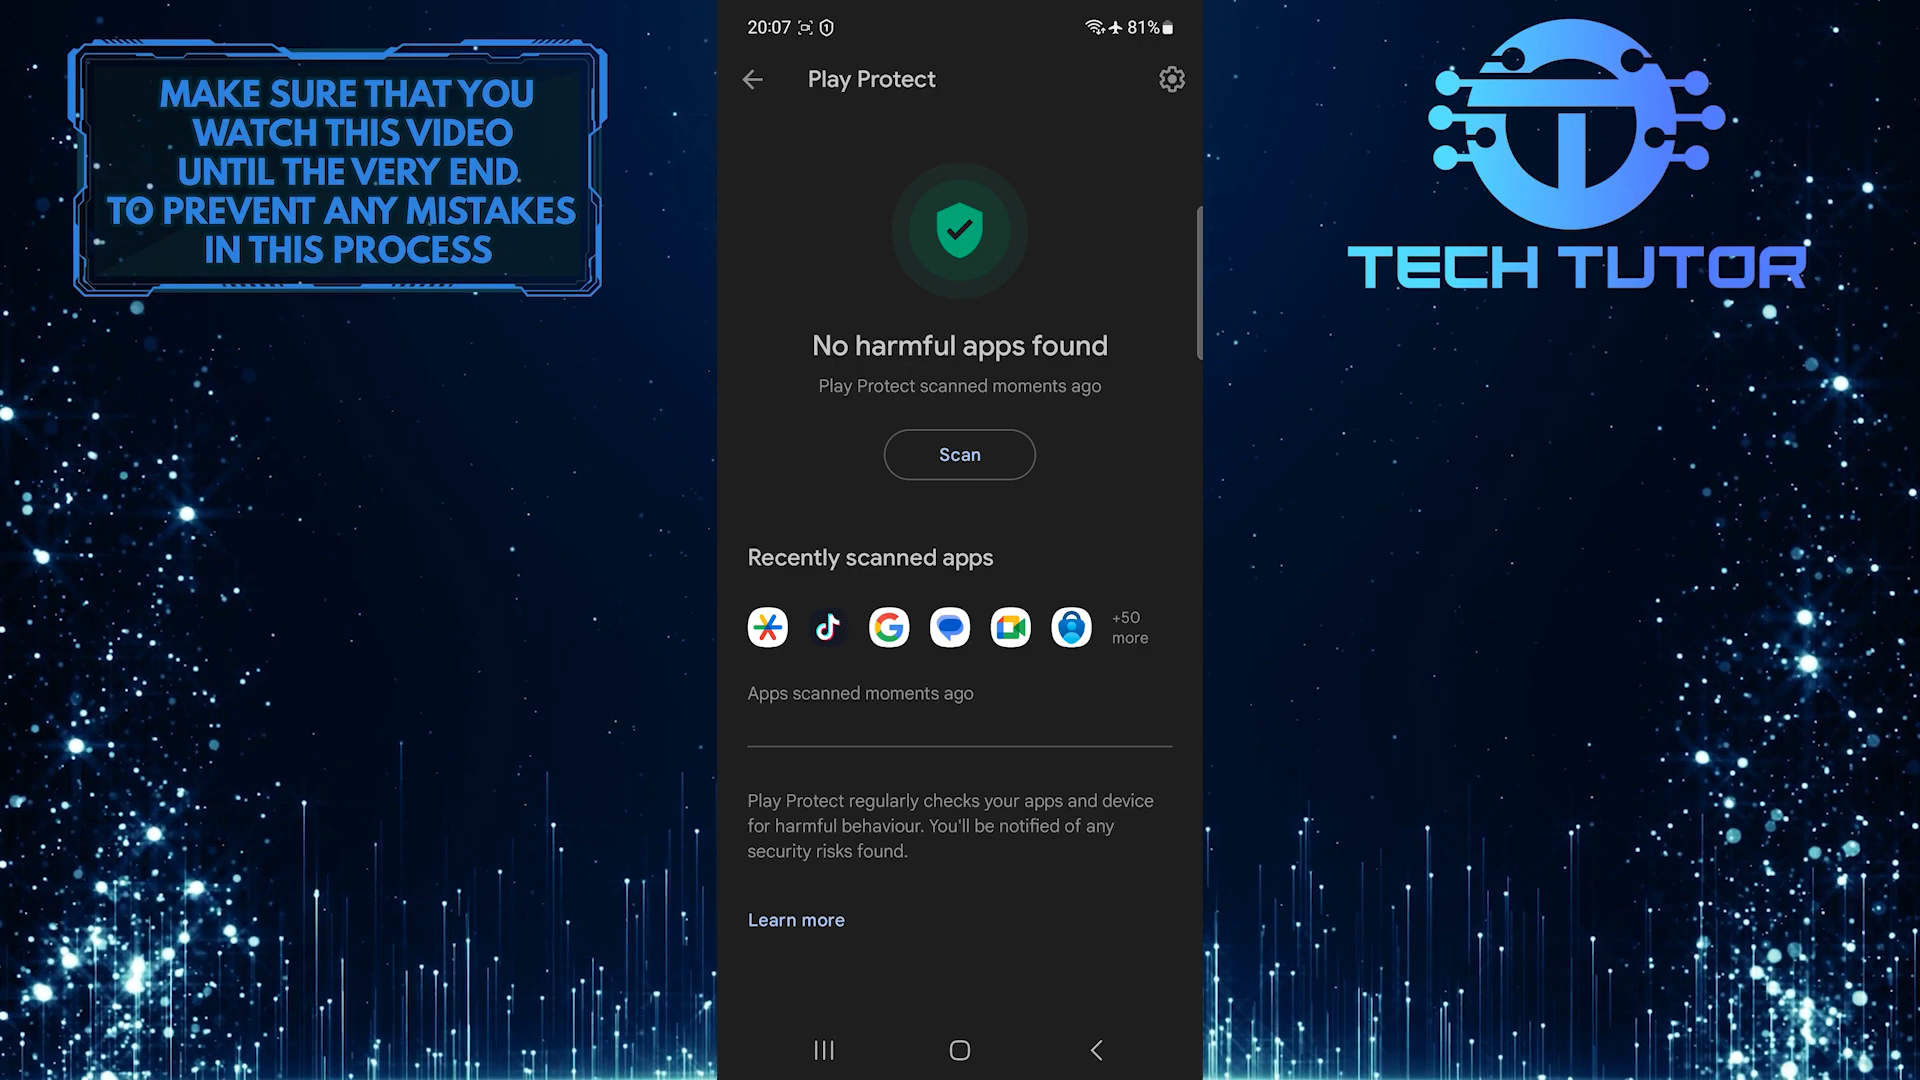 MAKE SURE THAT YOU
WATCH THIS VIDEO
UNTIL THE VERY END
TO PREVENT ANY MISTAKES
IN THIS PROCESS
20:07
81%
Play Protect
No harmful apps found
Play Protect scanned moments ago
Scan
Recently scanned apps
+50
more
Apps scanned moments ago
Play Protect regularly checks your apps and device
for harmful behaviour. You'll be notified of any
security risks found.
Learn more
TECH TUTOR